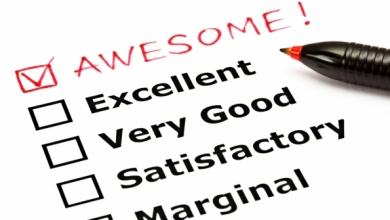 AWESOME!
Excellent
Very Good
Satisfactory
Marginal